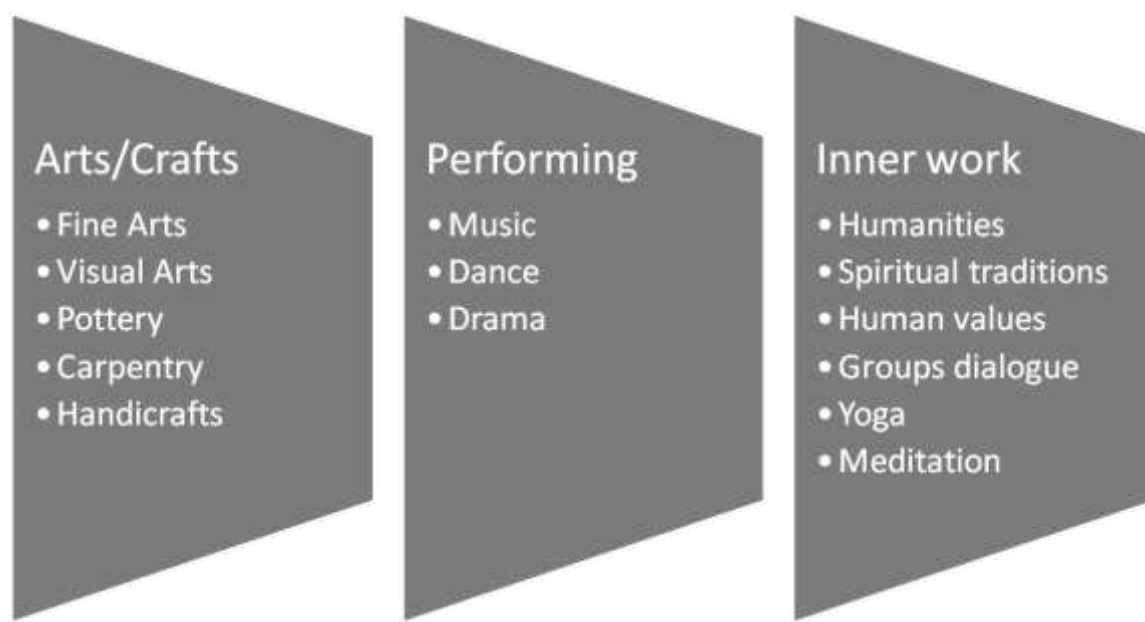 Arts/Crafts
• Fine Arts
• Visual Arts
• Pottery
• Carpentry
• Handicrafts
Performing
• Music
• Dance
• Drama
Inner work
• Humanities
• Spiritual traditions
• Human values
• Groups dialogue
• Yoga
• Meditation